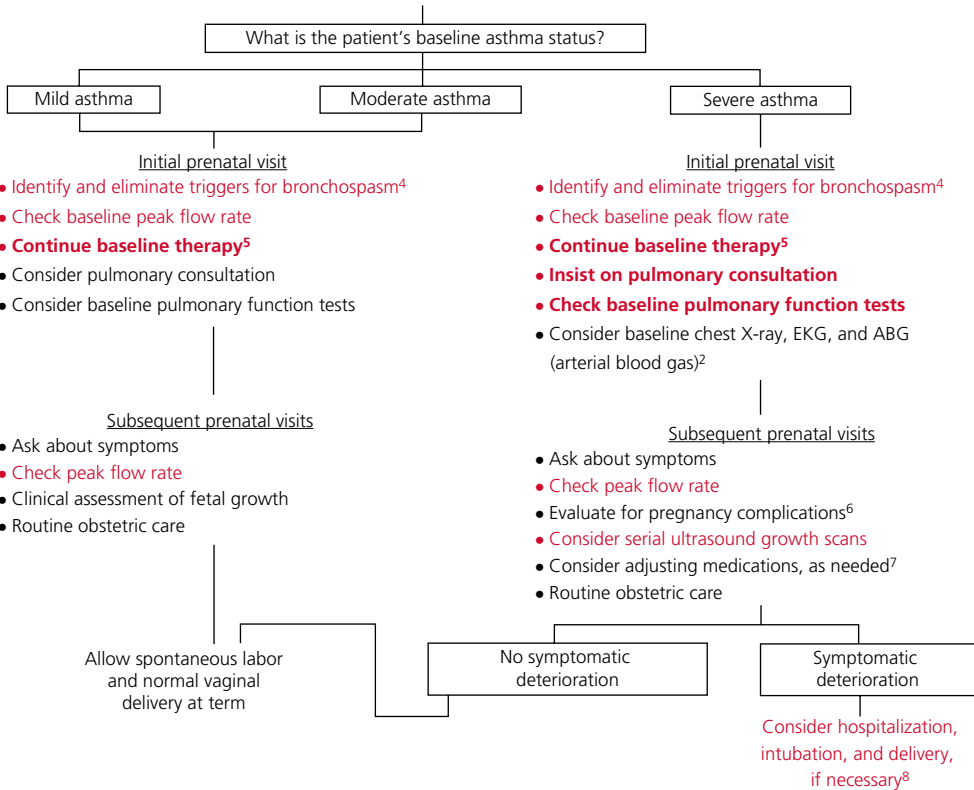 What is the patient’s baseline asthma status?
Mild asthma
Moderate asthma
Severe asthma
Initial prenatal visit
• Identify and eliminate triggers for bronchospasm⁴
• Check baseline peak flow rate
• Continue baseline therapy⁵
• Consider pulmonary consultation
• Consider baseline pulmonary function tests
Subsequent prenatal visits
• Ask about symptoms
• Check peak flow rate
• Clinical assessment of fetal growth
• Routine obstetric care
Allow spontaneous labor
and normal vaginal
delivery at term
Initial prenatal visit
• Identify and eliminate triggers for bronchospasm⁴
• Check baseline peak flow rate
• Continue baseline therapy⁵
• Insist on pulmonary consultation
• Check baseline pulmonary function tests
• Consider baseline chest X-ray, EKG, and ABG
(arterial blood gas)²
Subsequent prenatal visits
• Ask about symptoms
• Check peak flow rate
• Evaluate for pregnancy complications⁶
• Consider serial ultrasound growth scans
• Consider adjusting medications, as needed⁷
• Routine obstetric care
No symptomatic
deterioration
Symptomatic
deterioration
Consider hospitalization,
intubation, and delivery,
if necessary⁸